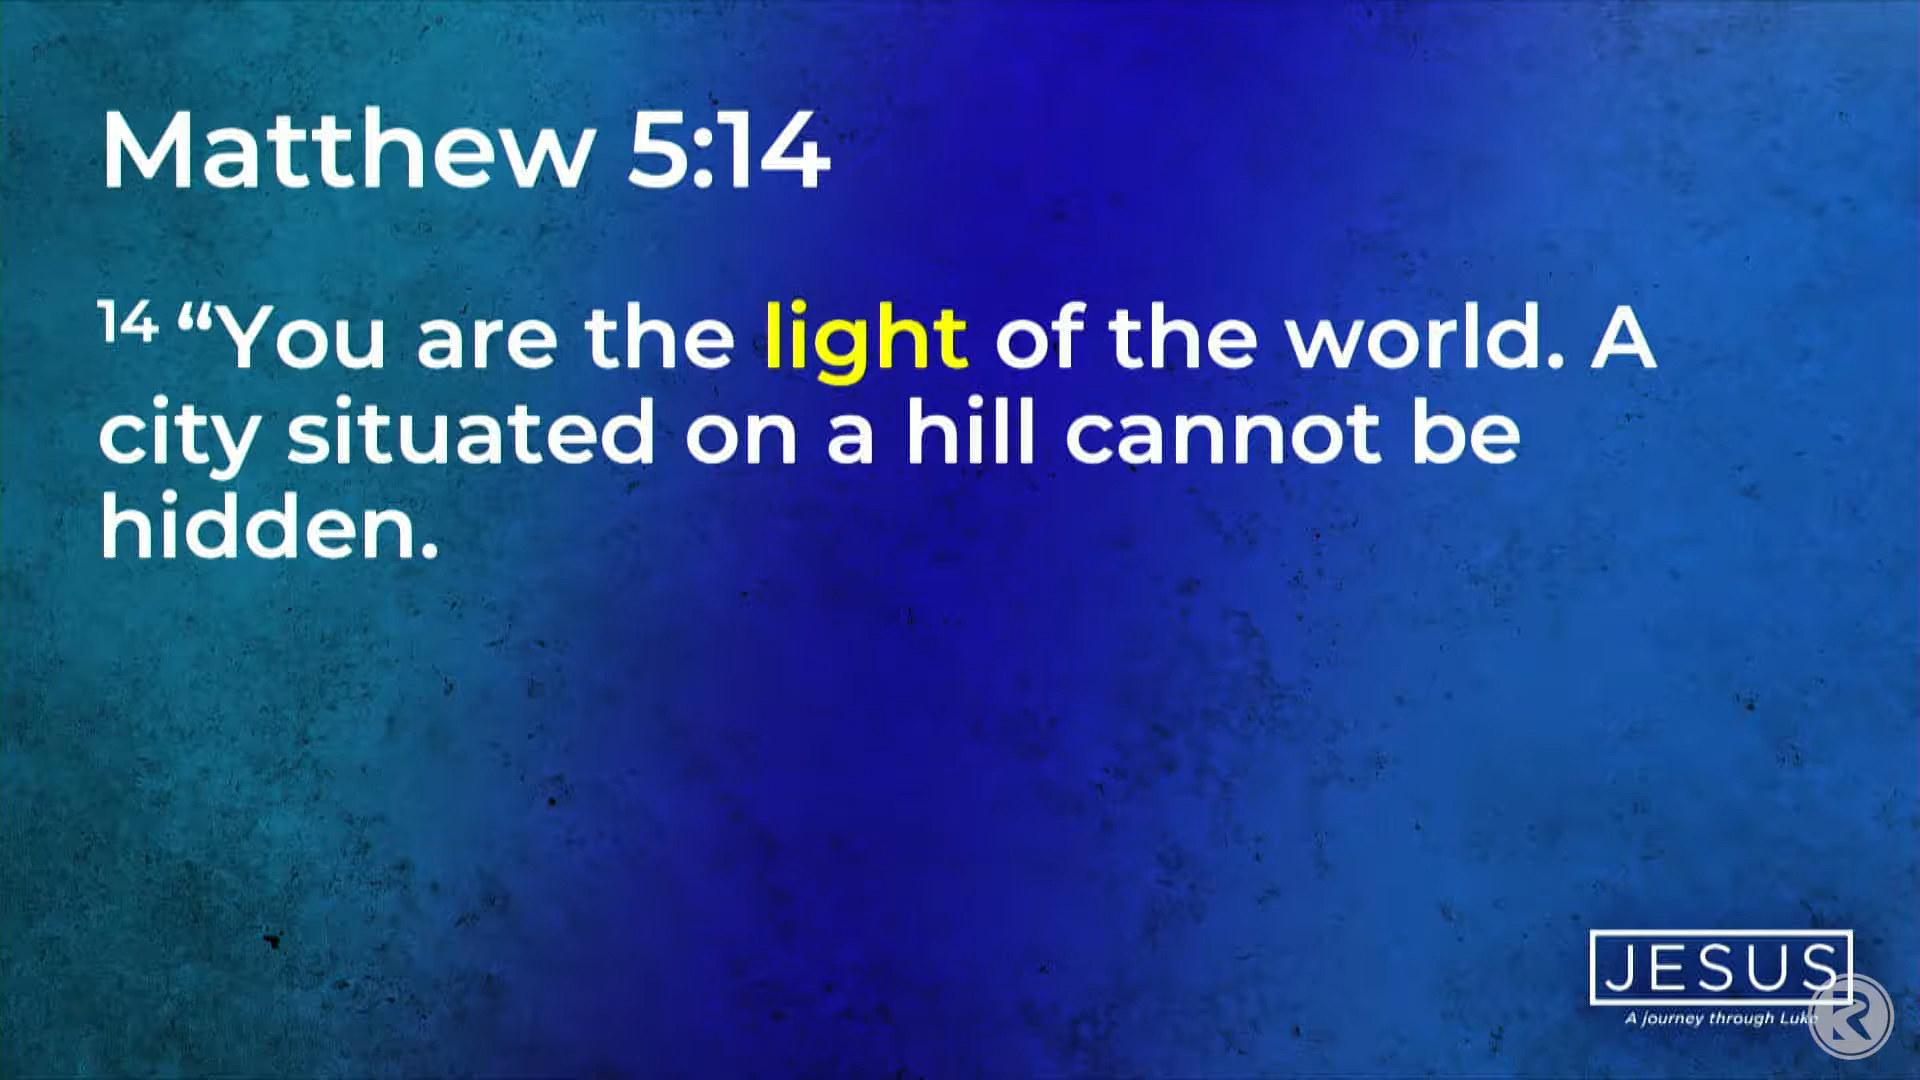 Matthew 5:14
14 “You are the light of the world. A
city situated on a hill cannot be
hidden.
JESUS
A journey through Luke
R